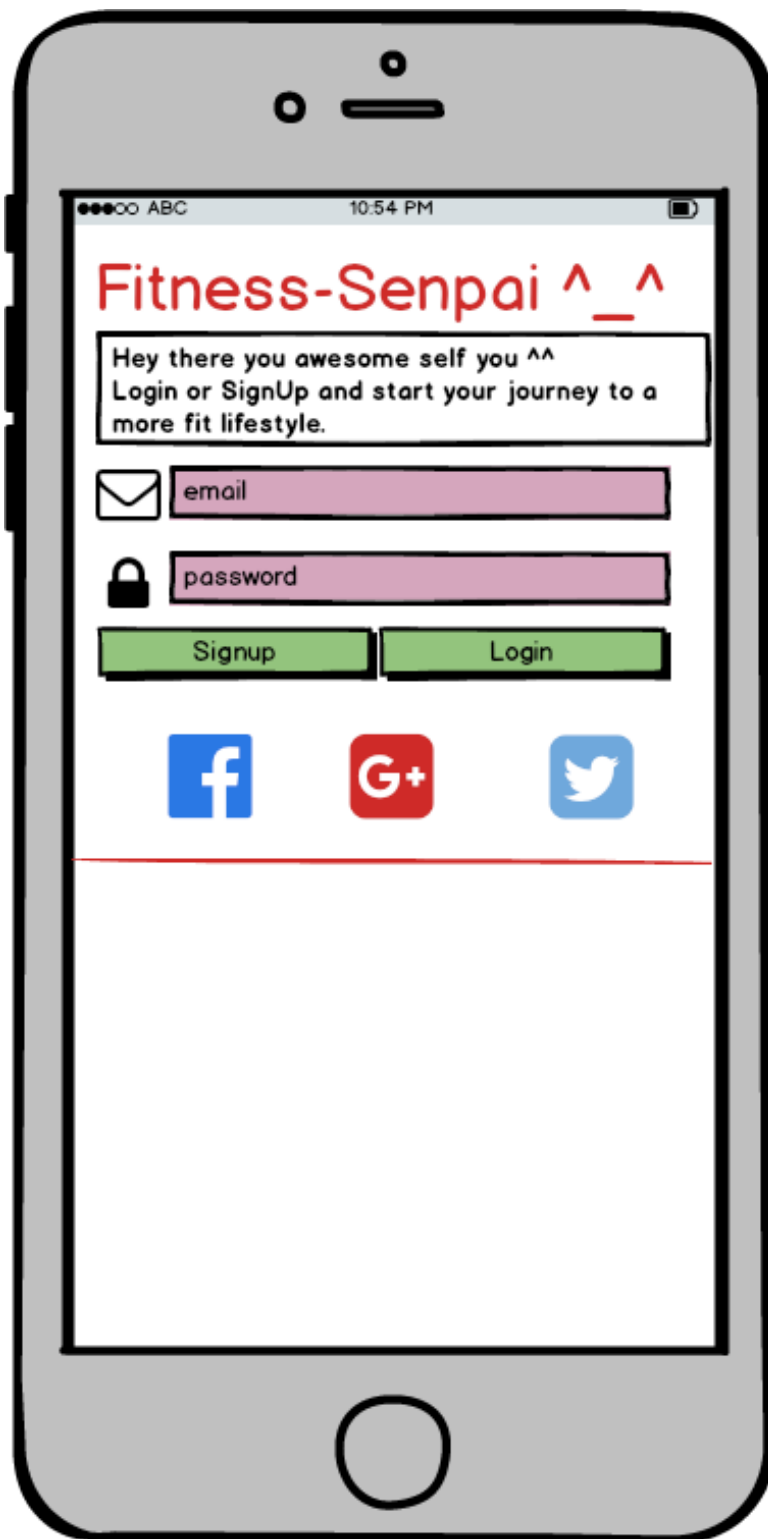 ABC 10:54 PM
Fitness-Senpai ^_^
Hey there you awesome self you ^^
Login or SignUp and start your journey to a
more fit lifestyle.
email
password
Signup Login
f G+